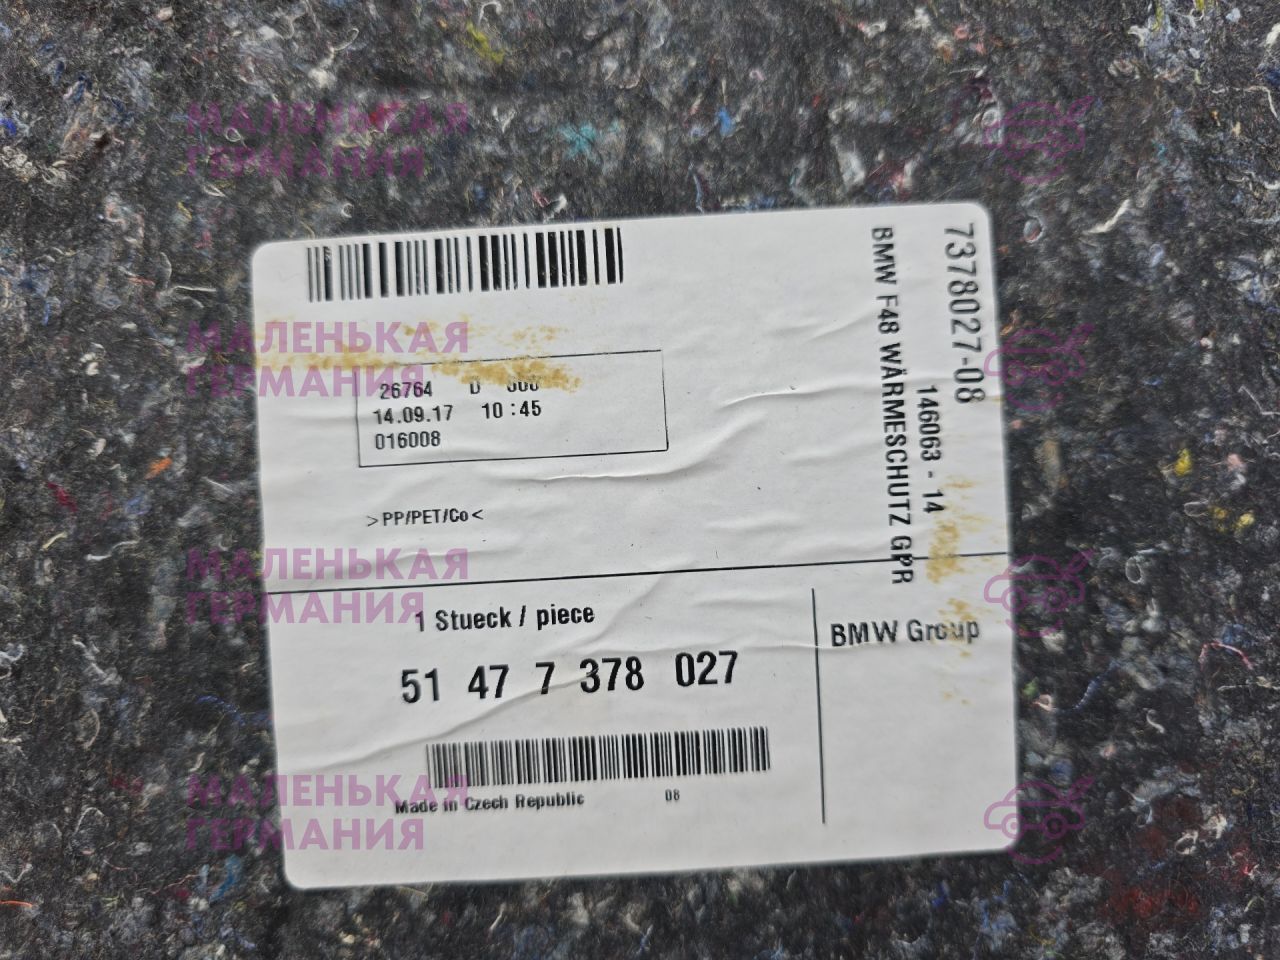 26764 D
14.09.17 10:45
016008
>PP/PET/Co<
7378027-08
146063 - 14
BMW F48 WÄRMESCHUTZ GPR
1 Stueck / piece
51 47 7 378 027
BMW Group
Made in Czech Republic 08
МАЛЕНЬКАЯ
ГЕРМАНИЯ
МАЛЕНЬКАЯ
ГЕРМАНИЯ
МАЛЕНЬКАЯ
ГЕРМАНИЯ
МАЛЕНЬКАЯ
ГЕРМАНИЯ